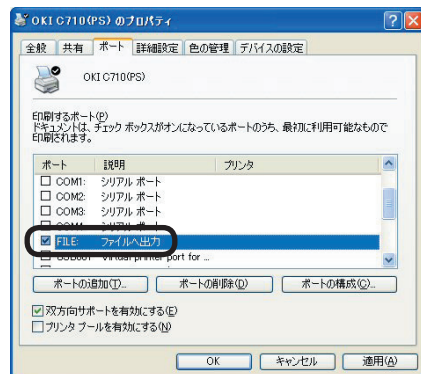 OKI C710(PS) のプロパティ
全般 共有 ポート 詳細設定 色の管理 デバイスの設定
OKI C710(PS)
印刷するポート(P)
ドキュメントは、チェック ボックスがオンになっているポートのうち、最初に利用可能なもので
印刷されます。
ポート 説明 プリンタ
COM1: シリアル ポート
COM2: シリアル ポート
COM3: シリアル ポート
シリアル ポート
FILE: ファイルへ出力
USB001 Virtual printer port for ...
ポートの追加(T)... ポートの削除(D) ポートの構成(C)...
双方向サポートを有効にする(E)
プリンタ プールを有効にする(N)
OK キャンセル 適用(A)